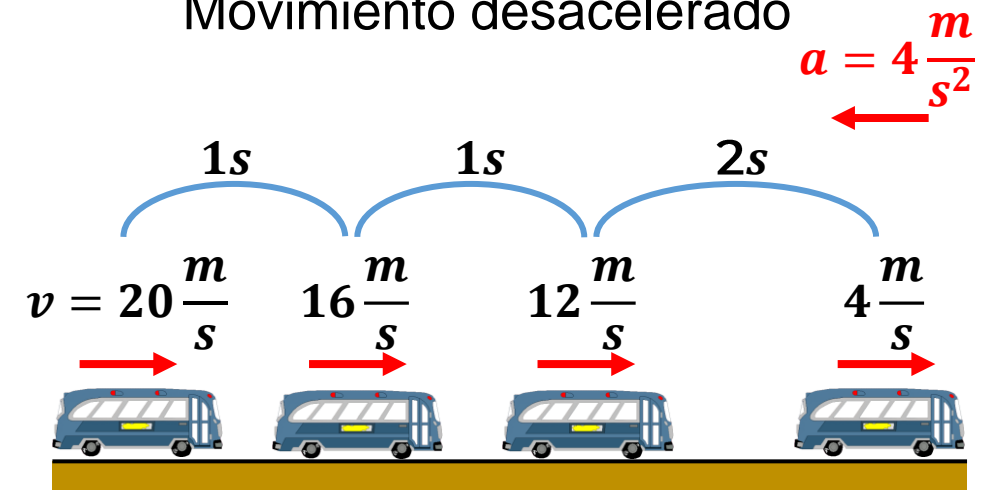 Movimiento desacelerado
a = 4 m/s²
1s 1s 2s
v = 20 m/s 16 m/s 12 m/s 4 m/s